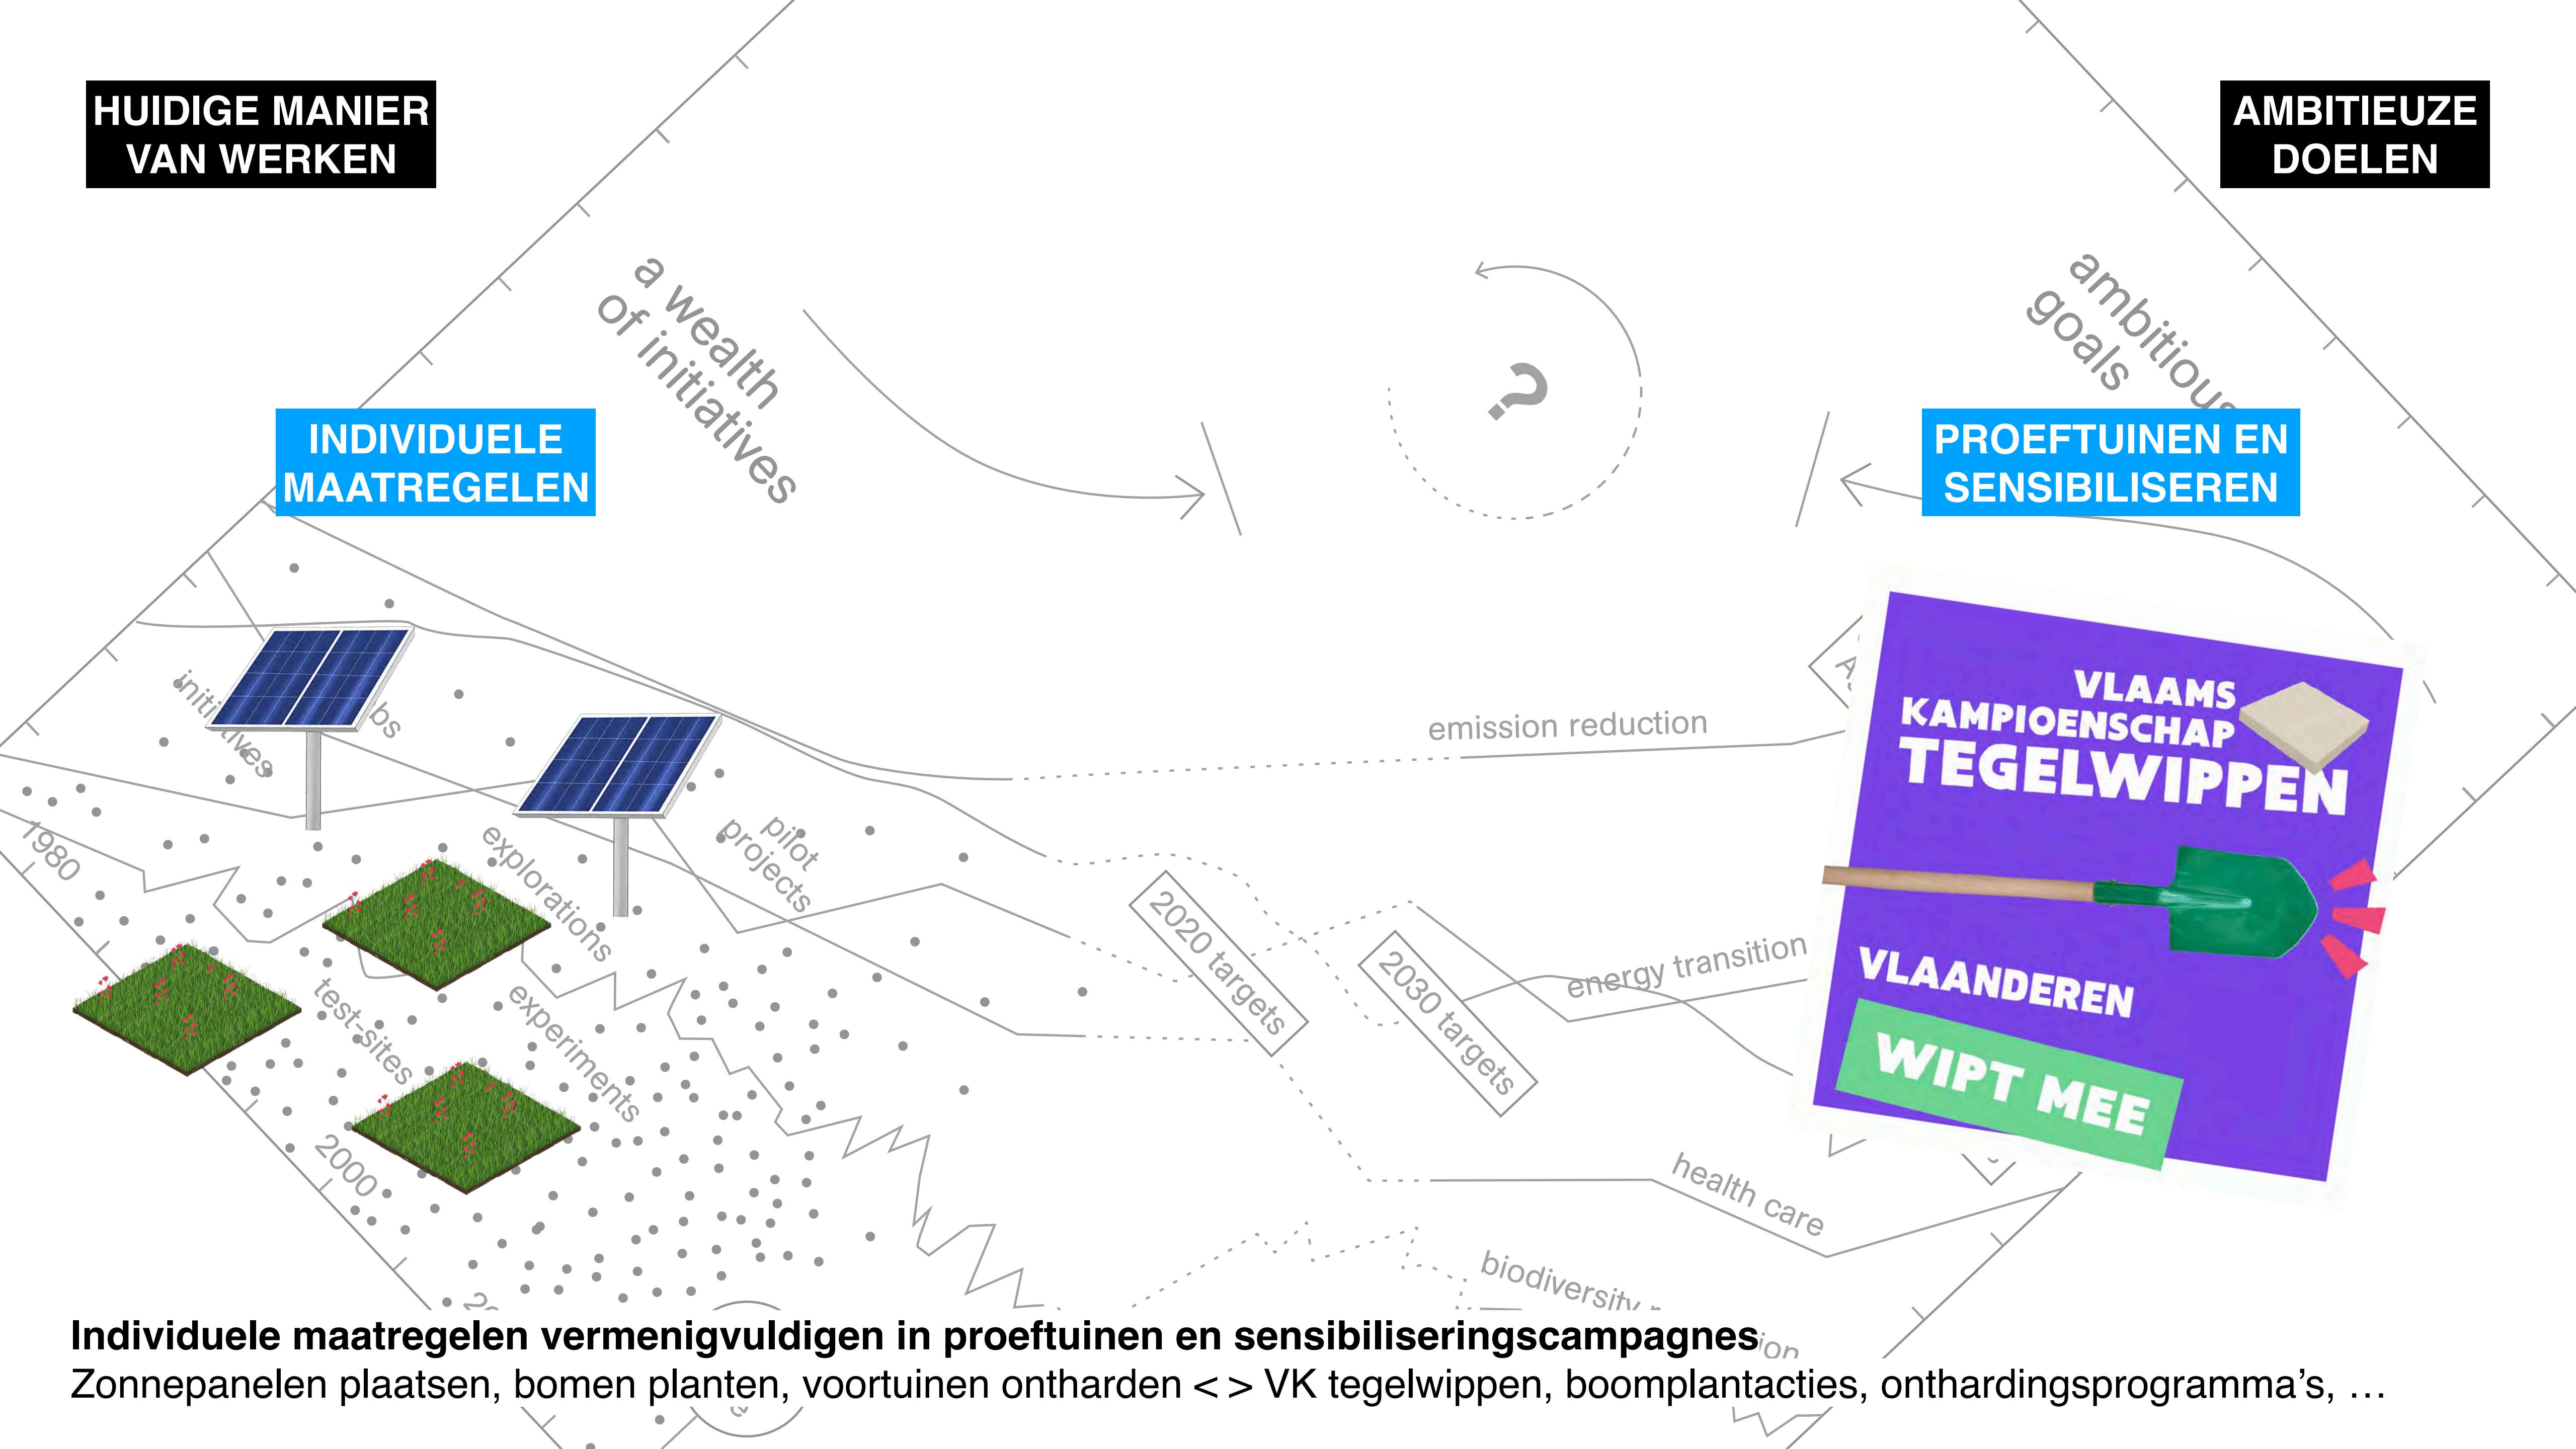 HUIDIGE MANIER
VAN WERKEN
AMBITIEUZE
DOELEN
a wealth
of initiatives
?
ambitious
goals
INDIVIDUELE
MAATREGELEN
PROEFTUINEN EN
SENSIBILISEREN
VLAAMS
KAMPIOENSCHAP
TEGELWIPPEN
VLAANDEREN
WIPT MEE
emission reduction
pilot
projects
explorations
1980
2020 targets
2030 targets
energy transition
test-sites
experiments
2000
health care
biodiversity
Individuele maatregelen vermenigvuldigen in proeftuinen en sensibiliseringscampagnes
Zonnepanelen plaatsen, bomen planten, voortuinen ontharden < > VK tegelwippen, boomplantacties, onthardingsprogramma’s, …